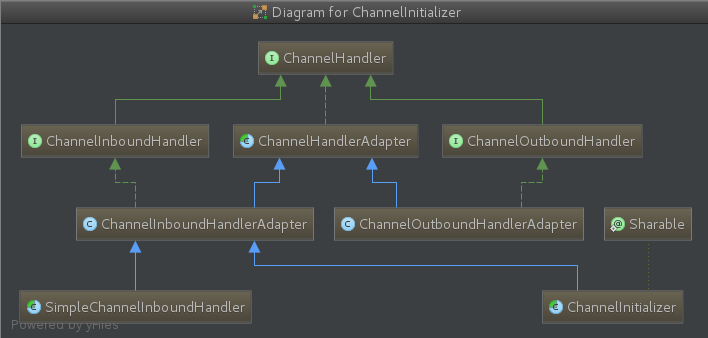 Diagram for ChannelInitializer
I ChannelHandler
I ChannelInboundHandler
C ChannelHandlerAdapter
I ChannelOutboundHandler
C ChannelInboundHandlerAdapter
C ChannelOutboundHandlerAdapter
@ Sharable
C SimpleChannelInboundHandler
C ChannelInitializer
Powered by yFiles